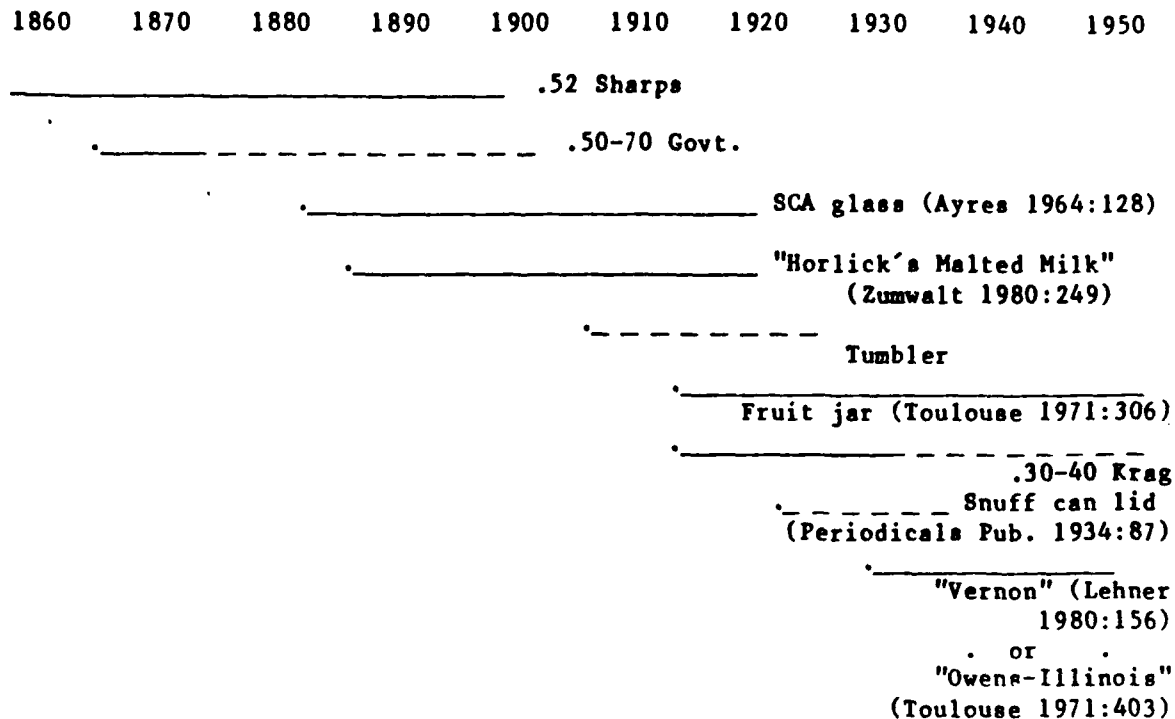 1860 1870 1880 1890 1900 1910 1920 1930 1940 1950
.52 Sharps
.50-70 Govt.
SCA glass (Ayres 1964:128)
"Horlick's Malted Milk"
(Zumwalt 1980:249)
Tumbler
Fruit jar (Toulouse 1971:306)
.30-40 Krag
Snuff can lid
(Periodicals Pub. 1934:87)
"Vernon" (Lehner
1980:156)
. or .
"Owens-Illinois"
(Toulouse 1971:403)